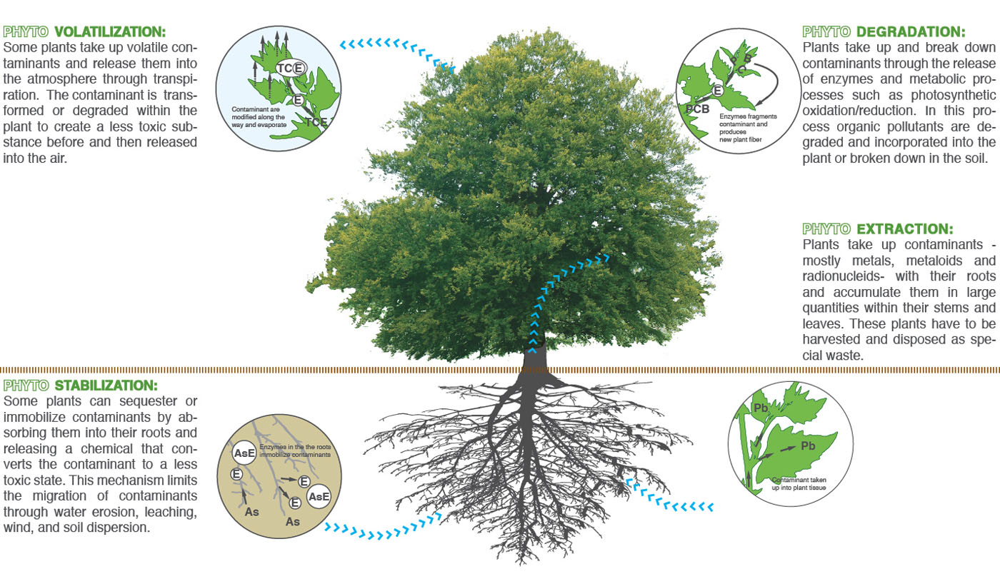 PHYTO VOLATILIZATION:
Some plants take up volatile con-
taminants and release them into
the atmosphere through transpi-
ration. The contaminant is trans-
formed or degraded within the
plant to create a less toxic sub-
stance before and then released
into the air.
TCE
E
TCE
Contaminant are
modified along the
way and evaporate
PCB
E
PCB
Enzymes fragments
contaminant and
produces
new plant fiber
PHYTO DEGRADATION:
Plants take up and break down
contaminants through the release
of enzymes and metabolic pro-
cesses such as photosynthetic
oxidation/reduction. In this pro-
cess organic pollutants are de-
graded and incorporated into the
plant or broken down in the soil.
PHYTO EXTRACTION:
Plants take up contaminants -
mostly metals, metaloids and
radionucleids- with their roots
and accumulate them in large
quantities within their stems and
leaves. These plants have to be
harvested and disposed as spe-
cial waste.
PHYTO STABILIZATION:
Some plants can sequester or
immobilize contaminants by ab-
sorbing them into their roots and
releasing a chemical that con-
verts the contaminant to a less
toxic state. This mechanism limits
the migration of contaminants
through water erosion, leaching,
wind, and soil dispersion.
Enzymes in the the roots
immobilize contaminants
AsE
E
E
AsE
E
As
As
Pb
Pb
Contaminant taken
up into plant tissue